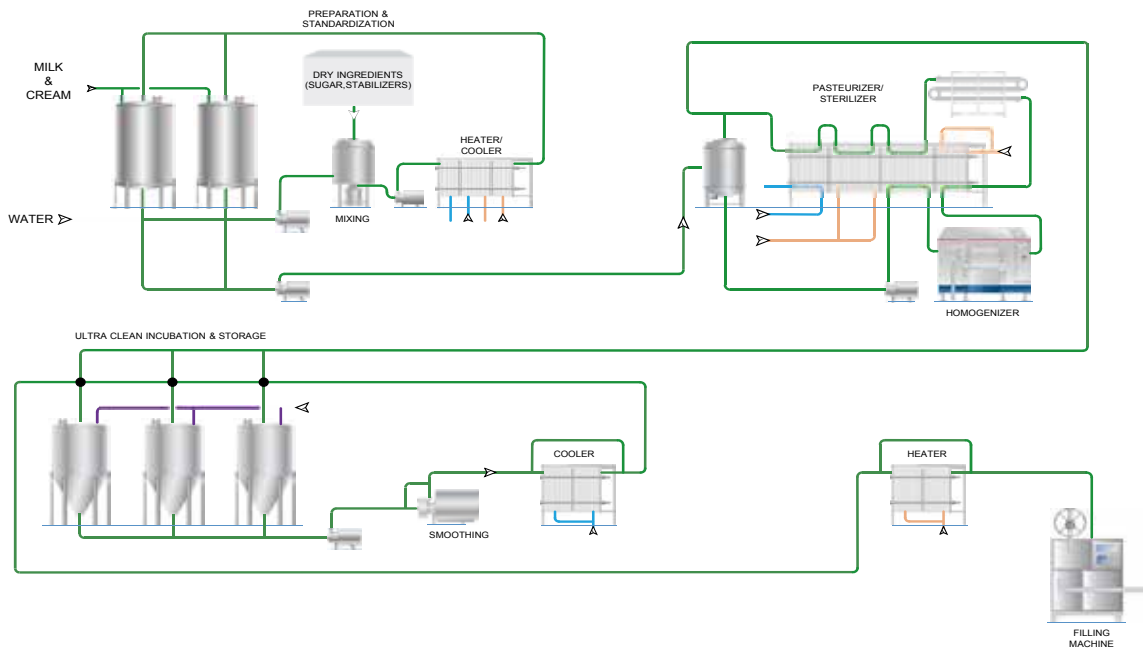 PREPARATION &
STANDARDIZATION
MILK
&
CREAM
DRY INGREDIENTS
(SUGAR,STABILIZERS)
HEATER/
COOLER
PASTEURIZER/
STERILIZER
WATER
MIXING
HOMOGENIZER
ULTRA CLEAN INCUBATION & STORAGE
COOLER
HEATER
SMOOTHING
FILLING
MACHINE